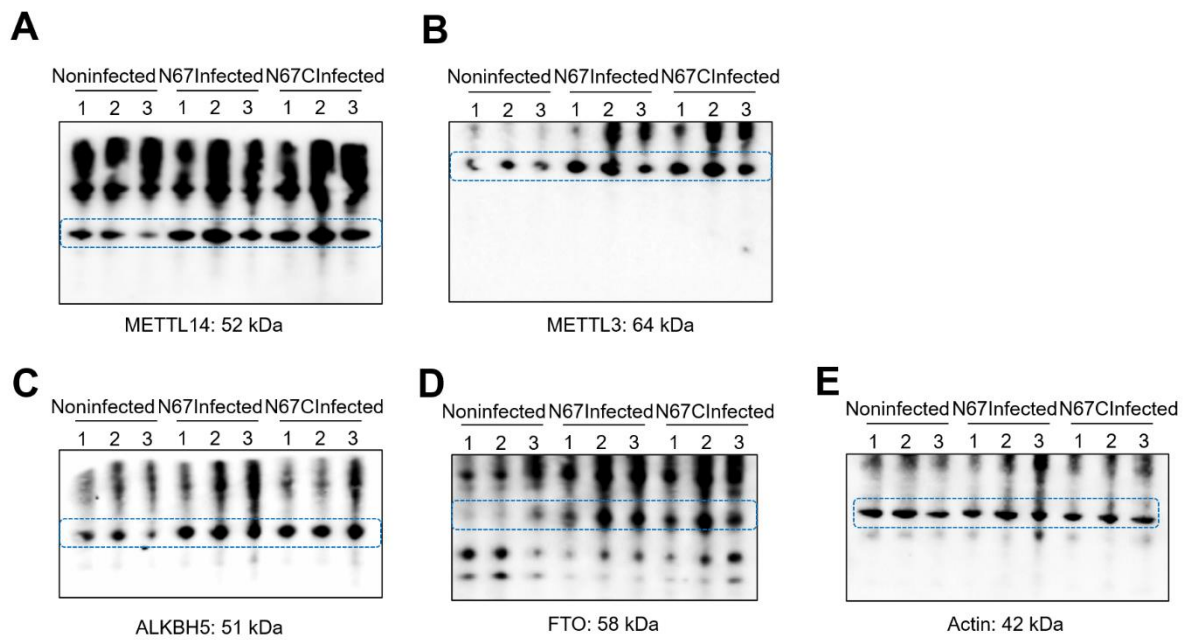 A
Noninfected N67Infected N67CInfected
1 2 3 1 2 3 1 2 3
METTL14: 52 kDa
B
Noninfected N67Infected N67CInfected
1 2 3 1 2 3 1 2 3
METTL3: 64 kDa
C
Noninfected N67Infected N67CInfected
1 2 3 1 2 3 1 2 3
ALKBH5: 51 kDa
D
Noninfected N67Infected N67CInfected
1 2 3 1 2 3 1 2 3
FTO: 58 kDa
E
Noninfected N67Infected N67CInfected
1 2 3 1 2 3 1 2 3
Actin: 42 kDa